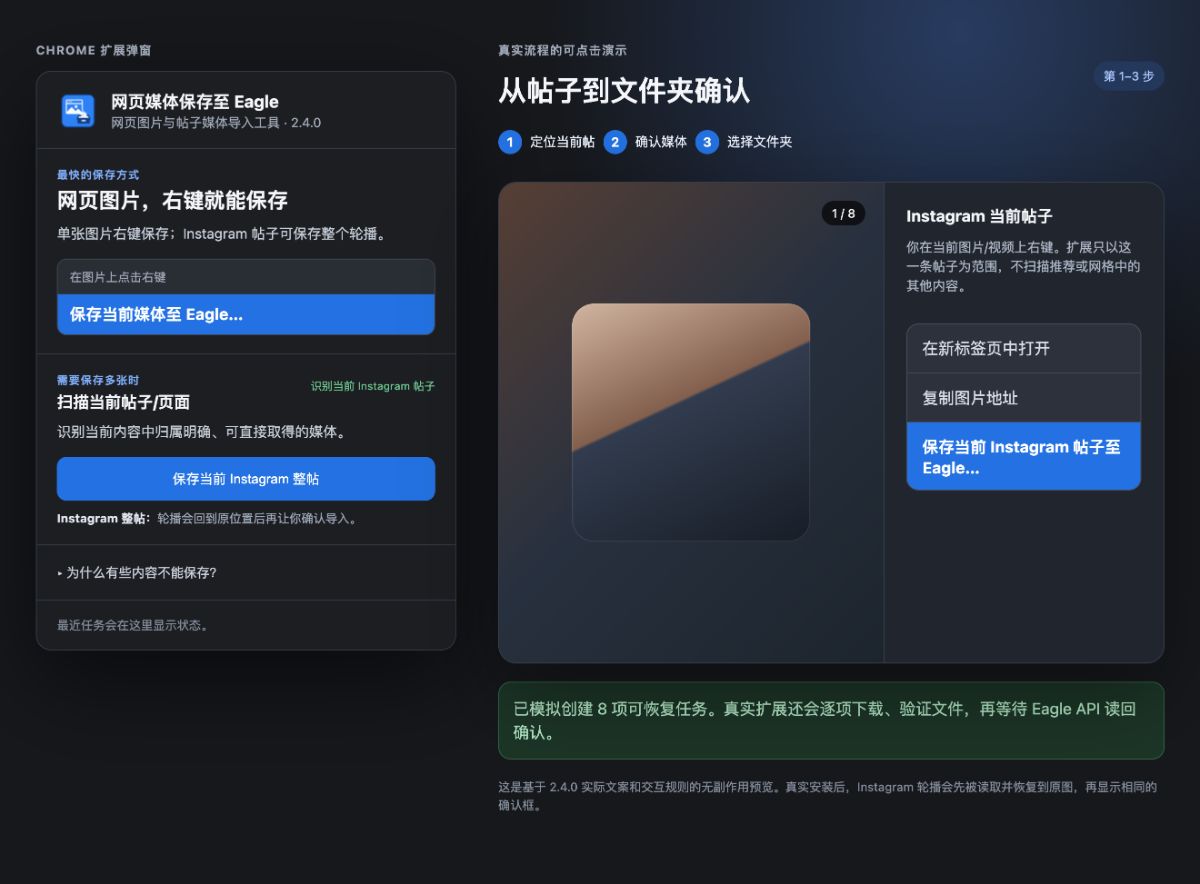 CHROME 扩展弹窗
网页媒体保存至 Eagle
网页图片与帖子媒体导入工具 · 2.4.0
最快的保存方式
网页图片，右键就能保存
单张图片右键保存；Instagram 帖子可保存整个轮播。
在图片上点击右键
保存当前媒体至 Eagle...
需要保存多张时
识别当前 Instagram 帖子
扫描当前帖子/页面
识别当前内容中归属明确、可直接取得的媒体。
保存当前 Instagram 整帖
Instagram 整帖：轮播会回到原位置后再让你确认导入。
▸ 为什么有些内容不能保存?
最近任务会在这里显示状态。
真实流程的可点击演示
从帖子到文件夹确认
第 1–3 步
1 定位当前帖 2 确认媒体 3 选择文件夹
1 / 8
Instagram 当前帖子
你在当前图片/视频上右键。扩展只以这
一条帖子为范围，不扫描推荐或网格中的
其他内容。
在新标签页中打开
复制图片地址
保存当前 Instagram 帖子至
Eagle...
已模拟创建 8 项可恢复任务。真实扩展还会逐项下载、验证文件，再等待 Eagle API 读回
确认。
这是基于 2.4.0 实际文案和交互规则的无副作用预览。真实安装后，Instagram 轮播会先被读取并恢复到原图，再显示相同的
确认框。